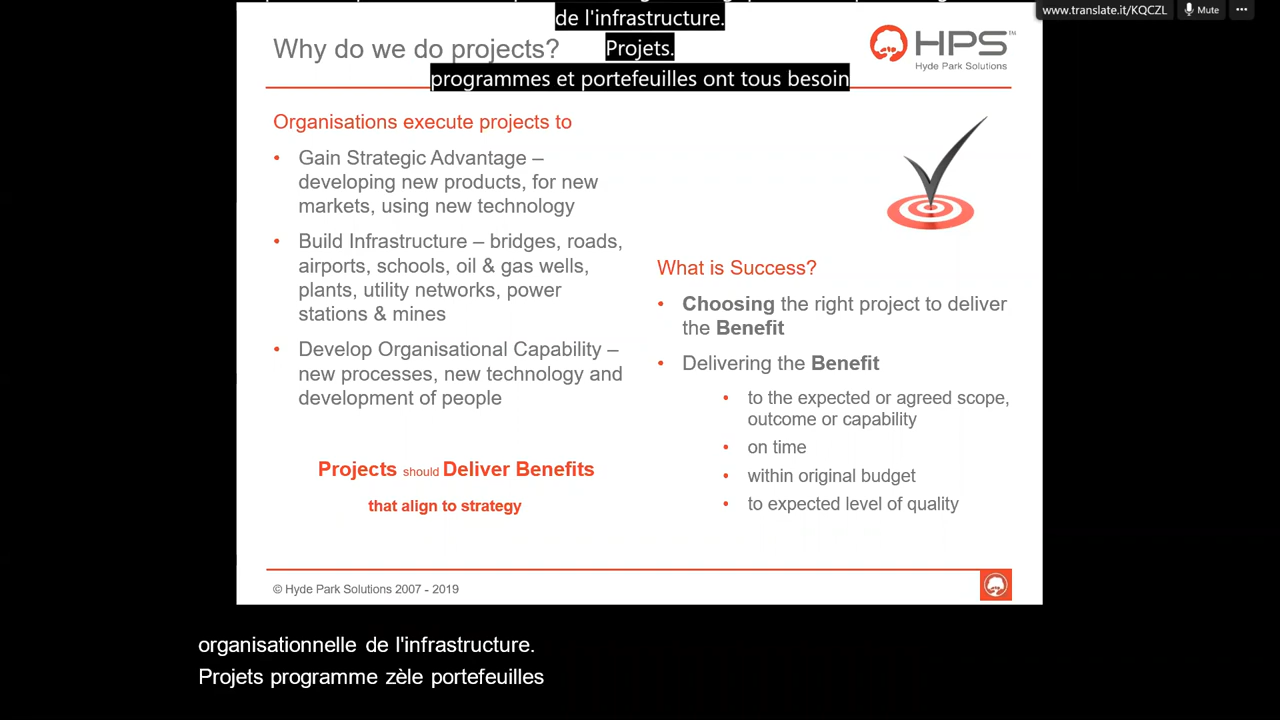 de l'infrastructure.
Projets.
programmes et portefeuilles ont tous besoin
www.translate.it/KQCZL
Mute
Why do we do projects?
HPS™
Hyde Park Solutions
Organisations execute projects to
• Gain Strategic Advantage –
developing new products, for new
markets, using new technology
• Build Infrastructure – bridges, roads,
airports, schools, oil & gas wells,
plants, utility networks, power
stations & mines
• Develop Organisational Capability –
new processes, new technology and
development of people
Projects should Deliver Benefits
that align to strategy
What is Success?
• Choosing the right project to deliver
the Benefit
• Delivering the Benefit
• to the expected or agreed scope,
outcome or capability
• on time
• within original budget
• to expected level of quality
© Hyde Park Solutions 2007 - 2019
organisationnelle de l'infrastructure.
Projets programme zèle portefeuilles